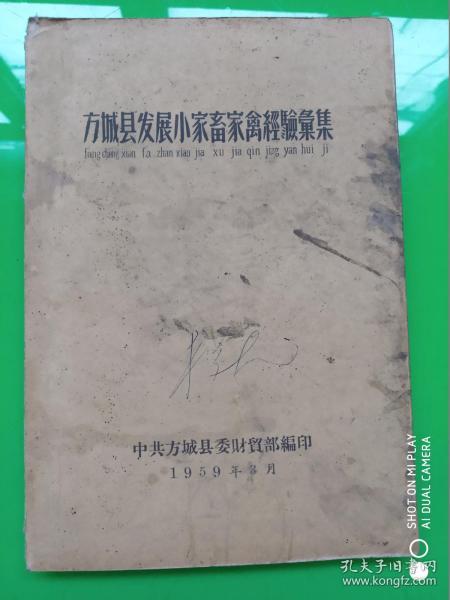 方城县发展小家畜家禽經驗彙集
fang cheng xian fa zhan xiao jia xu jia qin jing yan hui ji
中共方城县委財貿部編印
1959年3月
SHOT ON MI PLAY
AI DUAL CAMERA
孔夫子旧书网
www.kongfz.com